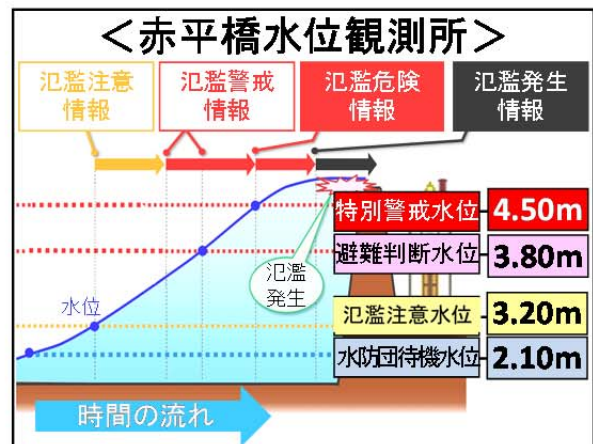 ＜赤平橋水位観測所＞
氾濫注意
情報
氾濫警戒
情報
氾濫危険
情報
氾濫発生
情報
特別警戒水位 4.50m
避難判断水位 3.80m
氾濫
発生
水位
氾濫注意水位 3.20m
水防団待機水位 2.10m
時間の流れ